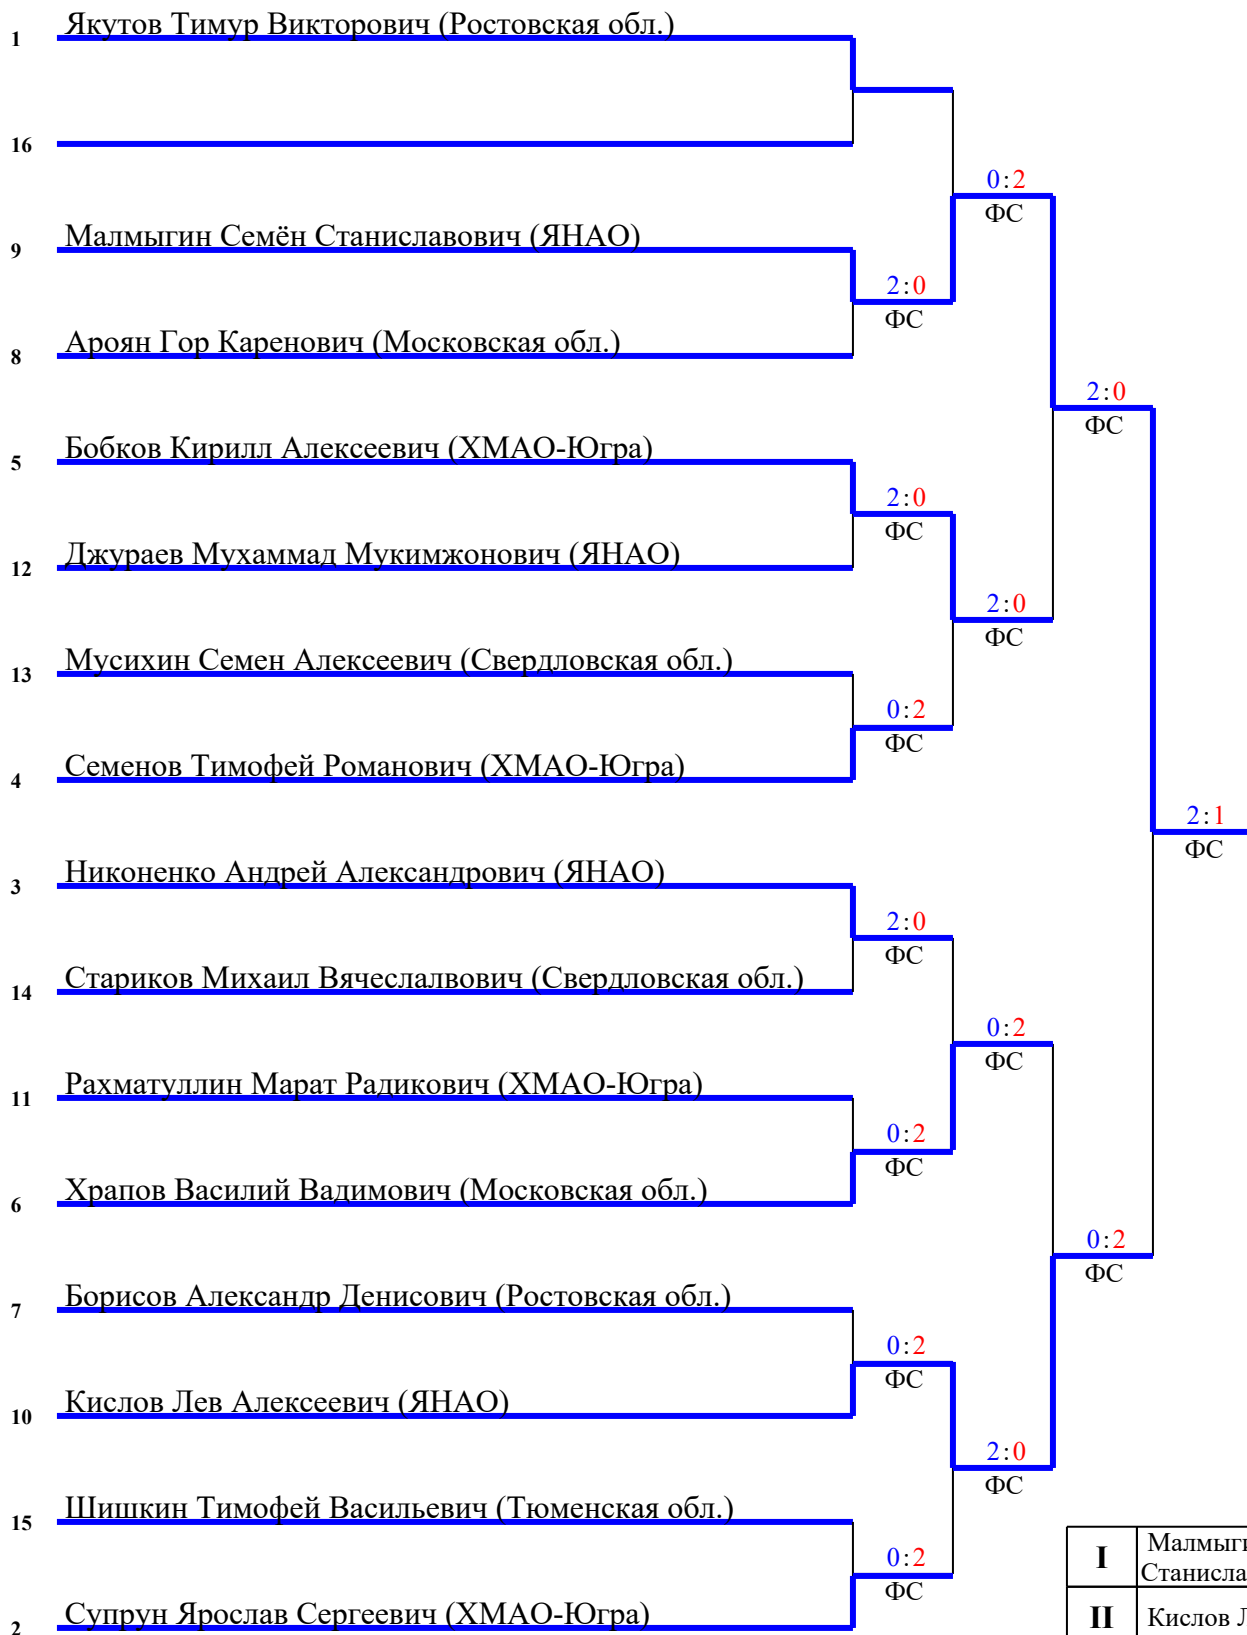 1 Якутов Тимур Викторович (Ростовская обл.)
16
0:2
ФС
9 Малмыгин Семён Станиславович (ЯНАО)
2:0
ФС
8 Ароян Гор Каренович (Московская обл.)
2:0
ФС
5 Бобков Кирилл Алексеевич (ХМАО-Югра)
2:0
ФС
12 Джураев Мухаммад Мукимжонович (ЯНАО)
2:0
ФС
13 Мусихин Семен Алексеевич (Свердловская обл.)
0:2
ФС
4 Семенов Тимофей Романович (ХМАО-Югра)
2:1
ФС
3 Никоненко Андрей Александрович (ЯНАО)
2:0
ФС
14 Стариков Михаил Вячеслалвович (Свердловская обл.)
0:2
ФС
11 Рахматуллин Марат Радикович (ХМАО-Югра)
0:2
ФС
6 Храпов Василий Вадимович (Московская обл.)
0:2
ФС
7 Борисов Александр Денисович (Ростовская обл.)
0:2
ФС
10 Кислов Лев Алексеевич (ЯНАО)
2:0
ФС
15 Шишкин Тимофей Васильевич (Тюменская обл.)
0:2
ФС
2 Супрун Ярослав Сергеевич (ХМАО-Югра)
I
II Кислов